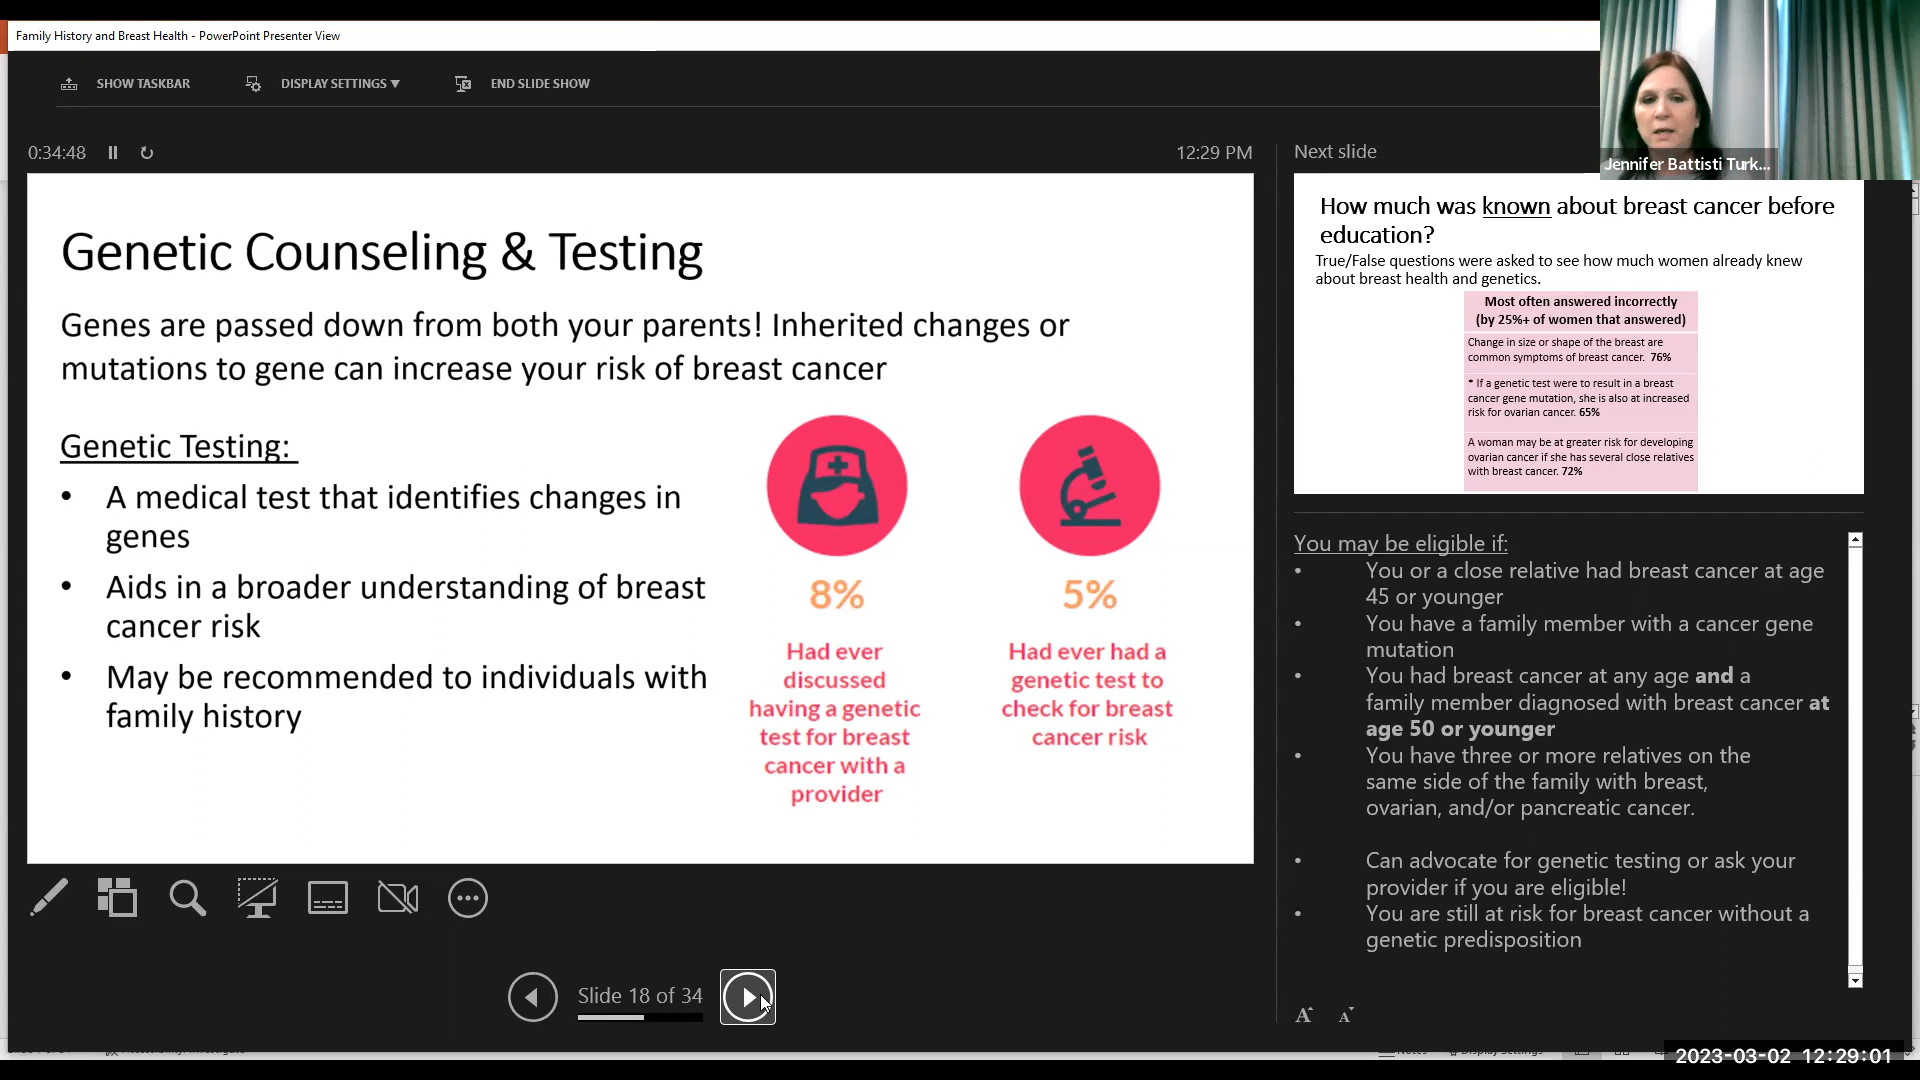 Family History and Breast Health - PowerPoint Presenter View
SHOW TASKBAR
DISPLAY SETTINGS ▼
END SLIDE SHOW
0:34:48
12:29 PM
Genetic Counseling & Testing
Genes are passed down from both your parents! Inherited changes or
mutations to gene can increase your risk of breast cancer
Genetic Testing:
• A medical test that identifies changes in
genes
• Aids in a broader understanding of breast
cancer risk
• May be recommended to individuals with
family history
8%
Had ever
discussed
having a genetic
test for breast
cancer with a
provider
5%
Had ever had a
genetic test to
check for breast
cancer risk
Slide 18 of 34
Next slide
Jennifer Battisti Turk...
How much was known about breast cancer before
education?
True/False questions were asked to see how much women already knew
about breast health and genetics.
Most often answered incorrectly
(by 25%+ of women that answered)
Change in size or shape of the breast are
common symptoms of breast cancer. 76%
* If a genetic test were to result in a breast
cancer gene mutation, she is also at increased
risk for ovarian cancer. 65%
A woman may be at greater risk for developing
ovarian cancer if she has several close relatives
with breast cancer. 72%
You may be eligible if:
• You or a close relative had breast cancer at age
45 or younger
• You have a family member with a cancer gene
mutation
• You had breast cancer at any age and a
family member diagnosed with breast cancer at
age 50 or younger
• You have three or more relatives on the
same side of the family with breast,
ovarian, and/or pancreatic cancer.
• Can advocate for genetic testing or ask your
provider if you are eligible!
• You are still at risk for breast cancer without a
genetic predisposition
A A
2023-03-02 12:29:01